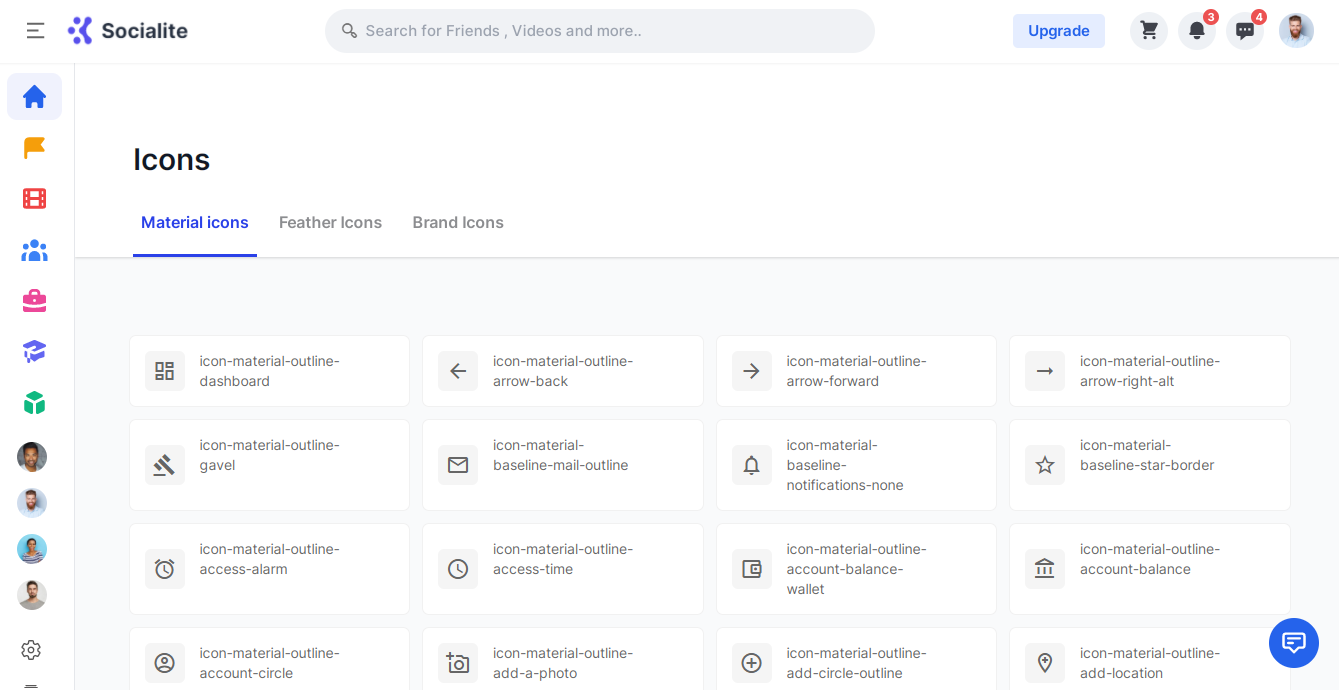 Socialite
Search for Friends , Videos and more..
Upgrade
3
4
Icons
Material icons
Feather Icons
Brand Icons
icon-material-outline-
dashboard
icon-material-outline-
arrow-back
icon-material-outline-
arrow-forward
icon-material-outline-
arrow-right-alt
icon-material-outline-
gavel
icon-material-
baseline-mail-outline
icon-material-
baseline-
notifications-none
icon-material-
baseline-star-border
icon-material-outline-
access-alarm
icon-material-outline-
access-time
icon-material-outline-
account-balance-
wallet
icon-material-outline-
account-balance
icon-material-outline-
account-circle
icon-material-outline-
add-a-photo
icon-material-outline-
add-circle-outline
icon-material-outline-
add-location